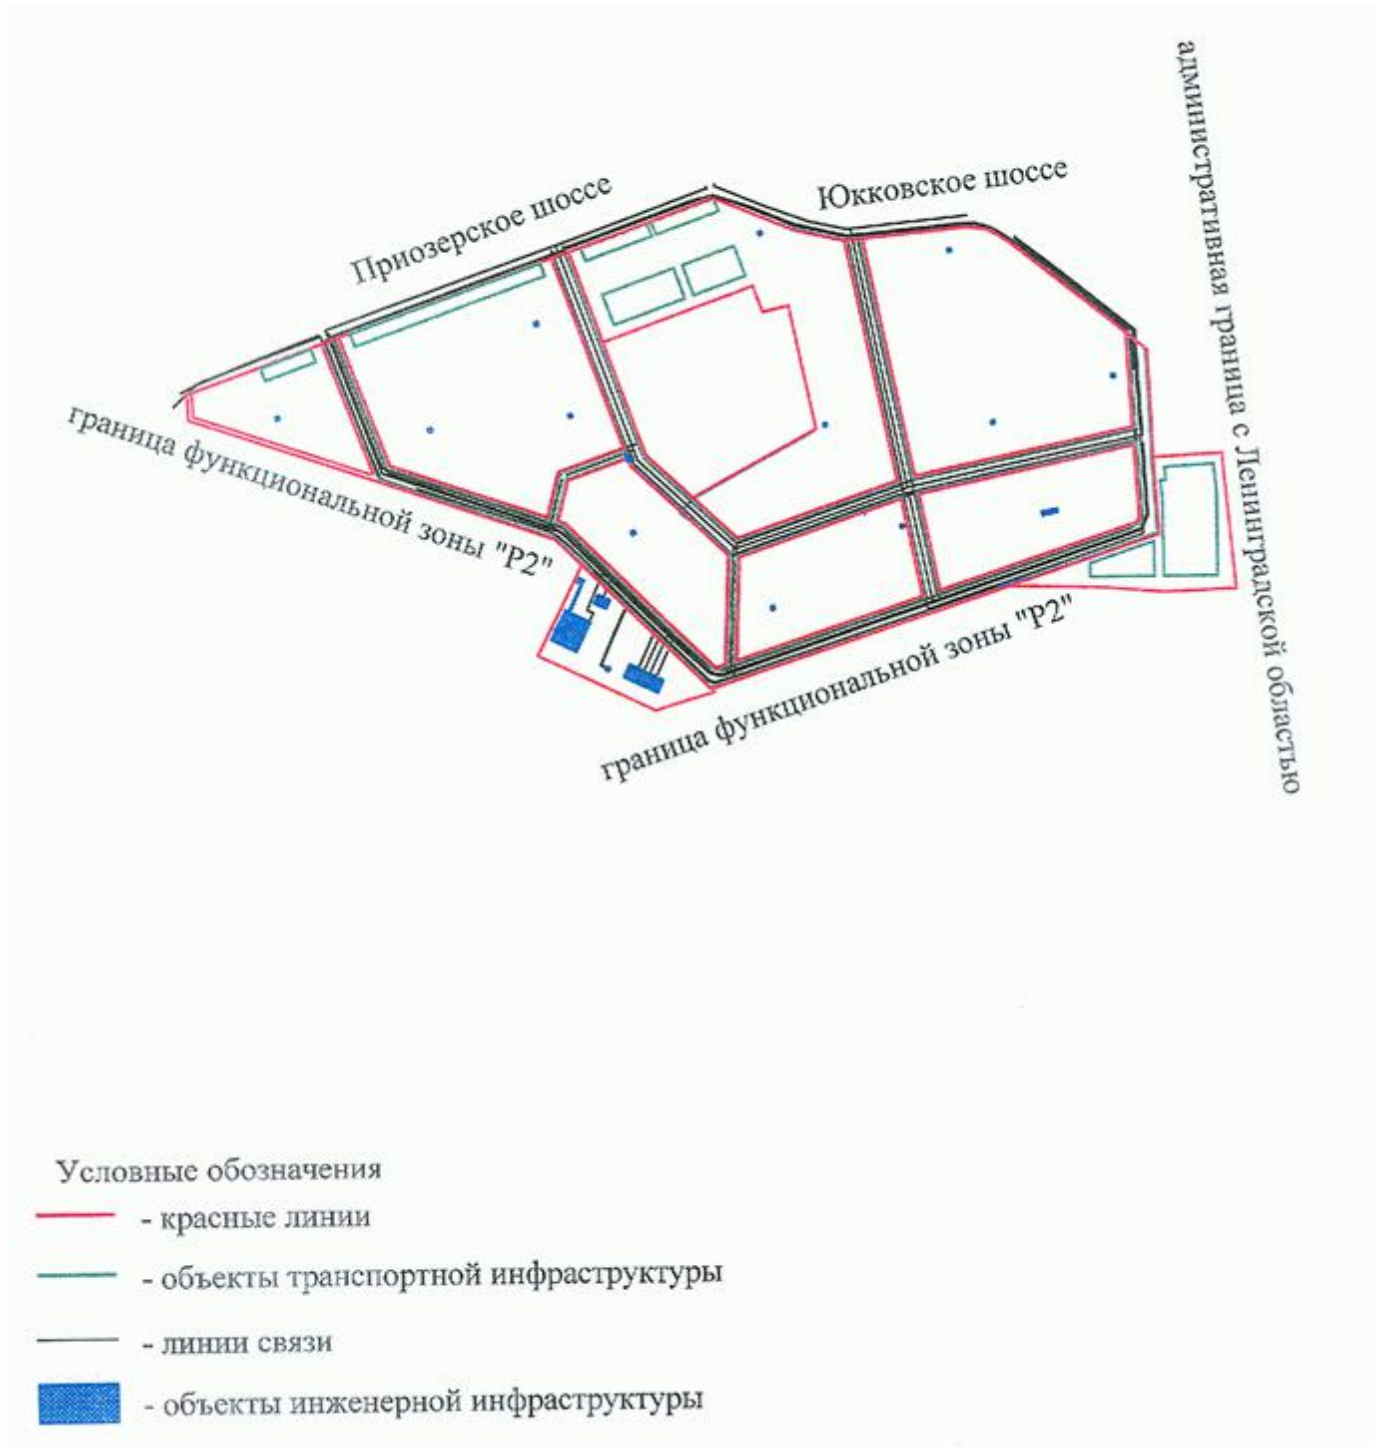 административная граница с Ленинградской областью
Юкковское шоссе
Приозерское шоссе
граница функциональной зоны "Р2"
граница функциональной зоны "Р2"
Условные обозначения
- красные линии
- объекты транспортной инфраструктуры
- линии связи
- объекты инженерной инфраструктуры